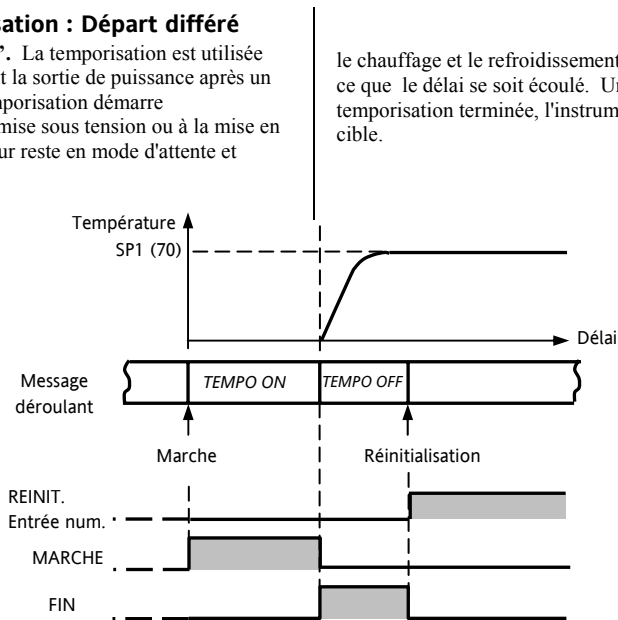 sation : Départ différé
’. La temporisation est utilisée
t la sortie de puissance après un
mporisation démarre
mise sous tension ou à la mise en
ur reste en mode d'attente et
le chauffage et le refroidissement
ce que le délai se soit écoulé. Un
temporisation terminée, l'instrum
cible.
Température
SP1 (70)
Délai
Message
déroulant
TEMPO ON
TEMPO OFF
Marche
Réinitialisation
REINIT.
Entrée num.
MARCHE
FIN